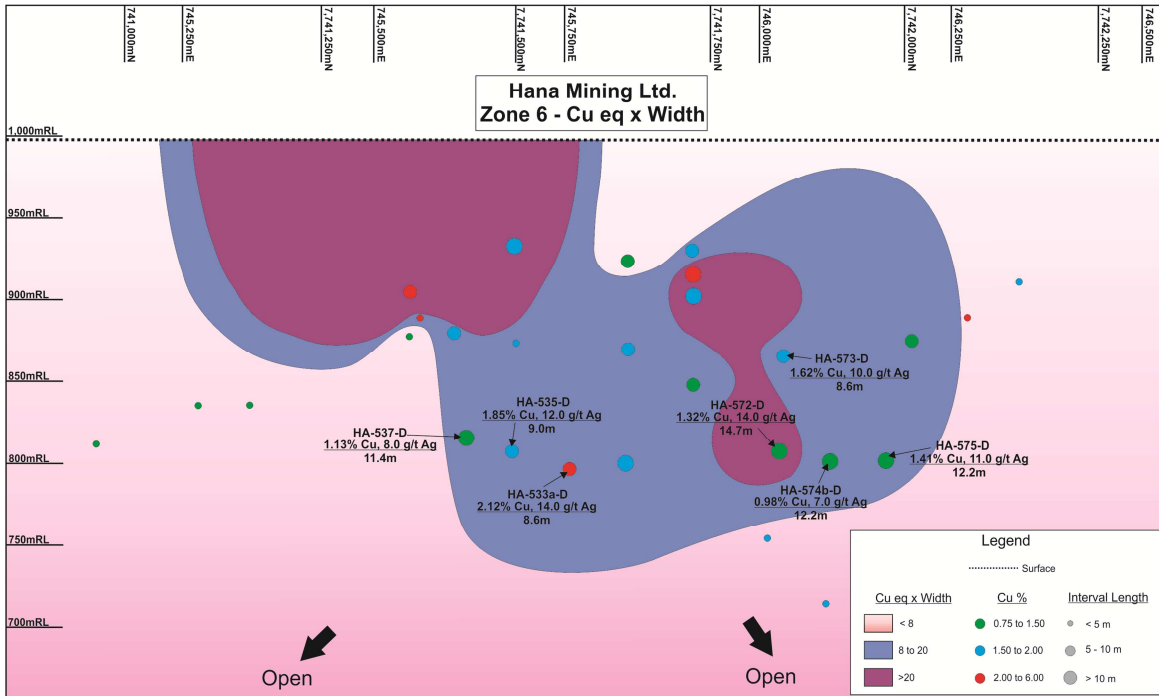 741,000mN
745,250mE
7,741,250mN
745,500mE
7,741,500mN
745,750mE
7,741,750mN
746,000mE
7,742,000mN
746,250mE
7,742,250mN
746,500mE
Hana Mining Ltd.
Zone 6 - Cu eq x Width
1,000mRL
950mRL
900mRL
850mRL
800mRL
750mRL
700mRL
HA-573-D
1.62% Cu, 10.0 g/t Ag
8.6m
HA-535-D
1.85% Cu, 12.0 g/t Ag
9.0m
HA-572-D
1.32% Cu, 14.0 g/t Ag
14.7m
HA-537-D
1.13% Cu, 8.0 g/t Ag
11.4m
HA-575-D
1.41% Cu, 11.0 g/t Ag
12.2m
HA-533a-D
2.12% Cu, 14.0 g/t Ag
8.6m
HA-574b-D
0.98% Cu, 7.0 g/t Ag
12.2m
Open
Open
Legend
Surface
Cu eq x Width Cu % Interval Length
< 8 0.75 to 1.50 < 5 m
8 to 20 1.50 to 2.00 5 - 10 m
>20 2.00 to 6.00 > 10 m